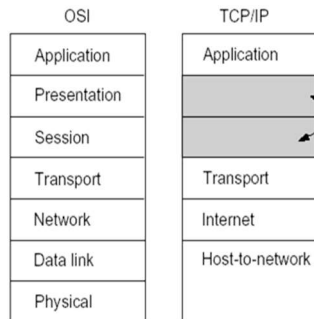 OSI
TCP/IP
Application
Application
Presentation
Session
Transport
Transport
Network
Internet
Data link
Host-to-network
Physical